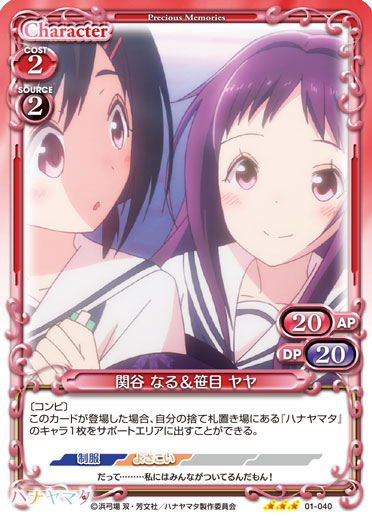 Precious Memories
Character
COST
2
SOURCE
2
20 AP
DP 20
関谷 なる&笹目 ヤヤ
［コンビ］
このカードが登場した場合、自分の捨て札置き場にある『ハナヤマタ』
のキャラ1枚をサポートエリアに出すことができる。
制服 よさこい
だって………私にはみんながついてるんだもん！
ハナヤマタ
©浜弓場 双・芳文社／ハナヤマタ製作委員会
01-040